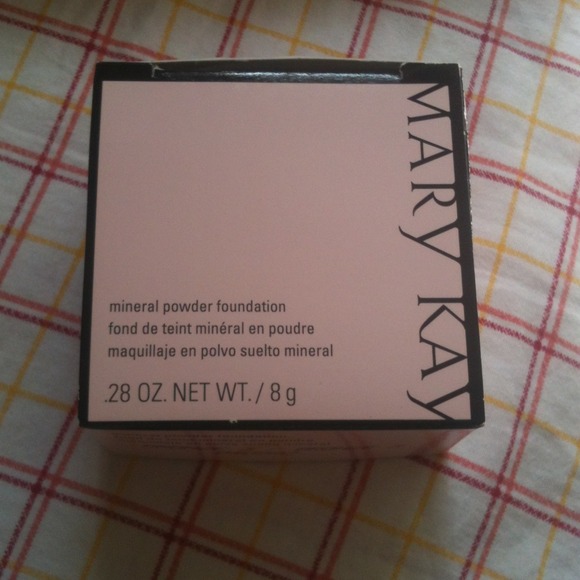 MARY KAY
mineral powder foundation
fond de teint minéral en poudre
maquillaje en polvo suelto mineral
.28 OZ. NET WT. / 8 g